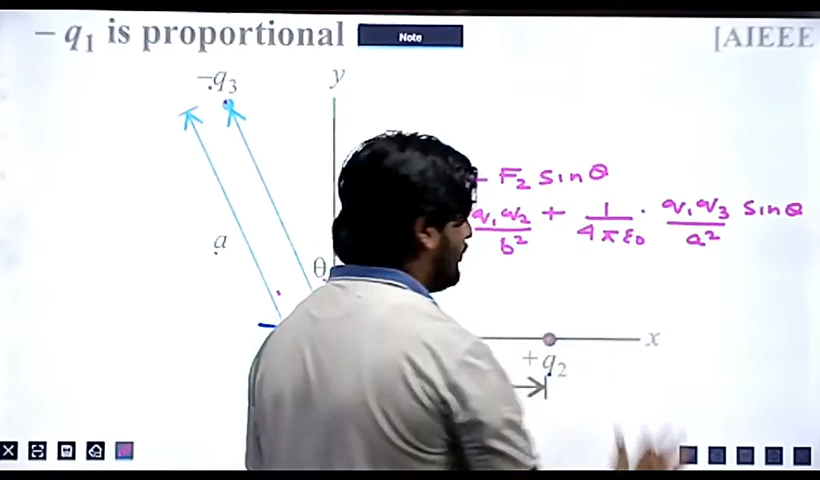 – q₁ is proportional
Note
[AIEEE
–q₃
y
F₂ sinθ
q₁q₂/b² + 1/4πε₀ · q₁q₃/a² sinθ
a
θ
x
+q₂